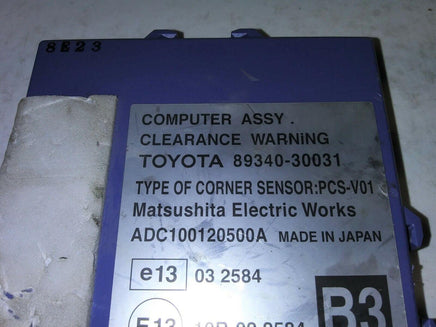 8E23
COMPUTER ASSY.
CLEARANCE WARNING
TOYOTA 89340-30031
TYPE OF CORNER SENSOR:PCS-V01
Matsushita Electric Works
ADC100120500A MADE IN JAPAN
e13 03 2584
B3
E13